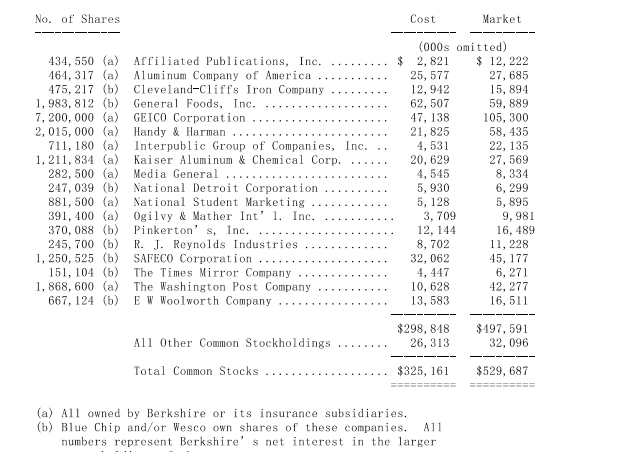 No. of Shares Cost Market
(000s omitted)
434,550 (a) Affiliated Publications, Inc. ......... $ 2,821 $ 12,222
464,317 (a) Aluminum Company of America ........... 25,577 27,685
475,217 (b) Cleveland-Cliffs Iron Company ......... 12,942 15,894
1,983,812 (b) General Foods, Inc. ................... 62,507 59,889
7,200,000 (a) GEICO Corporation ..................... 47,138 105,300
2,015,000 (a) Handy & Harman ........................ 21,825 58,435
711,180 (a) Interpublic Group of Companies, Inc. .. 4,531 22,135
1,211,834 (a) Kaiser Aluminum & Chemical Corp. ...... 20,629 27,569
282,500 (a) Media General ......................... 4,545 8,334
247,039 (b) National Detroit Corporation .......... 5,930 6,299
881,500 (a) National Student Marketing ............ 5,128 5,895
391,400 (a) Ogilvy & Mather Int’l. Inc. ........... 3,709 9,981
370,088 (b) Pinkerton’s, Inc. ..................... 12,144 16,489
245,700 (b) R. J. Reynolds Industries ............. 8,702 11,228
1,250,525 (b) SAFECO Corporation .................... 32,062 45,177
151,104 (b) The Times Mirror Company .............. 4,447 6,271
1,868,600 (a) The Washington Post Company ........... 10,628 42,277
667,124 (b) E W Woolworth Company ................. 13,583 16,511
$298,848 $497,591
All Other Common Stockholdings ........ 26,313 32,096
Total Common Stocks ................... $325,161 $529,687
========== ==========
(a) All owned by Berkshire or its insurance subsidiaries.
(b) Blue Chip and/or Wesco own shares of these companies. All
numbers represent Berkshire’s net interest in the larger